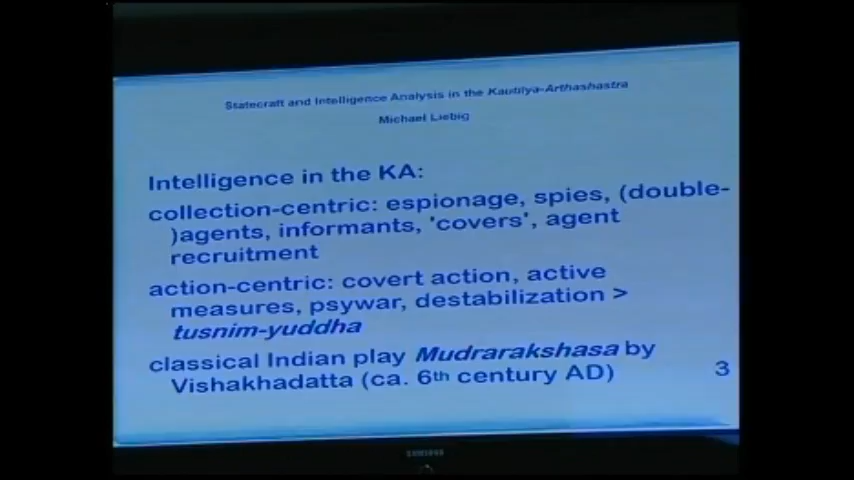 Statecraft and Intelligence Analysis in the Kautilya-Arthashastra
Michael Liebig
Intelligence in the KA:
collection-centric: espionage, spies, (double-
)agents, informants, 'covers', agent
recruitment
action-centric: covert action, active
measures, psywar, destabilization >
tusnim-yuddha
classical Indian play Mudrarakshasa by
Vishakhadatta (ca. 6th century AD)
3
SAMSUNG